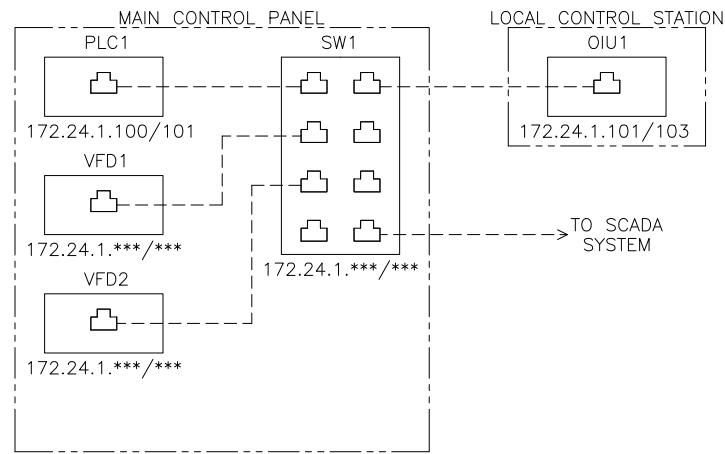 MAIN CONTROL PANEL
LOCAL CONTROL STATION
PLC1
SW1
OIU1
172.24.1.100/101
172.24.1.101/103
VFD1
172.24.1.***/***
TO SCADA
SYSTEM
172.24.1.***/***
VFD2
172.24.1.***/***